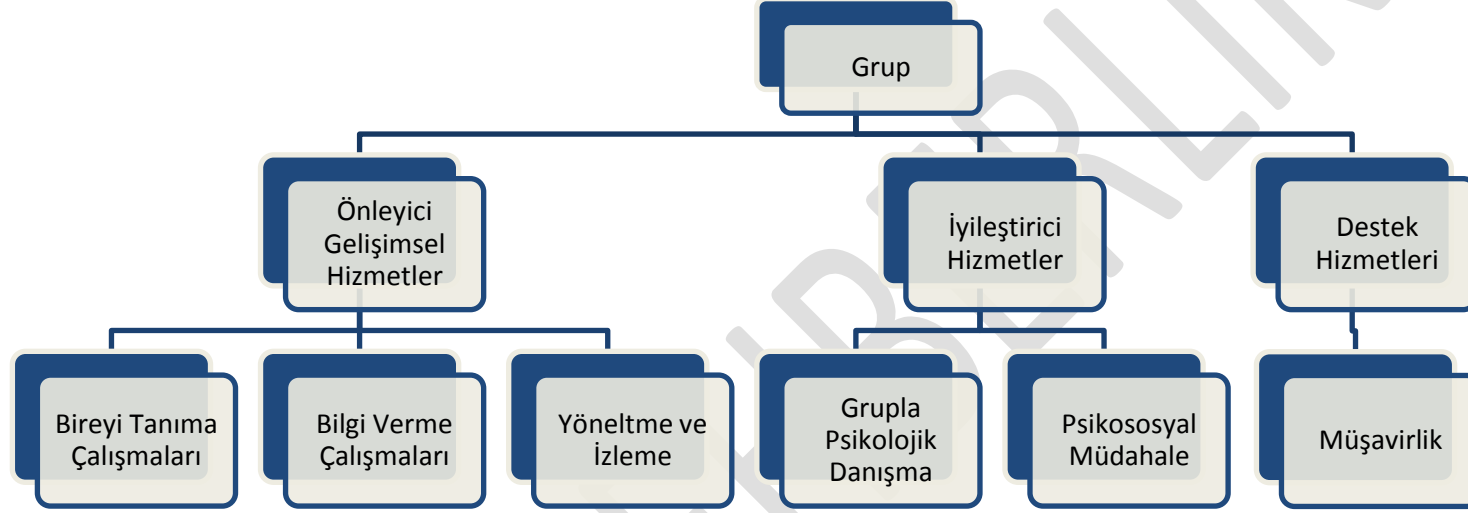 Grup
Önleyici
Gelişimsel
Hizmetler
İyileştirici
Hizmetler
Destek
Hizmetleri
Bireyi Tanıma
Çalışmaları
Bilgi Verme
Çalışmaları
Yöneltme ve
İzleme
Grupla
Psikolojik
Danışma
Psikososyal
Müdahale
Müşavirlik